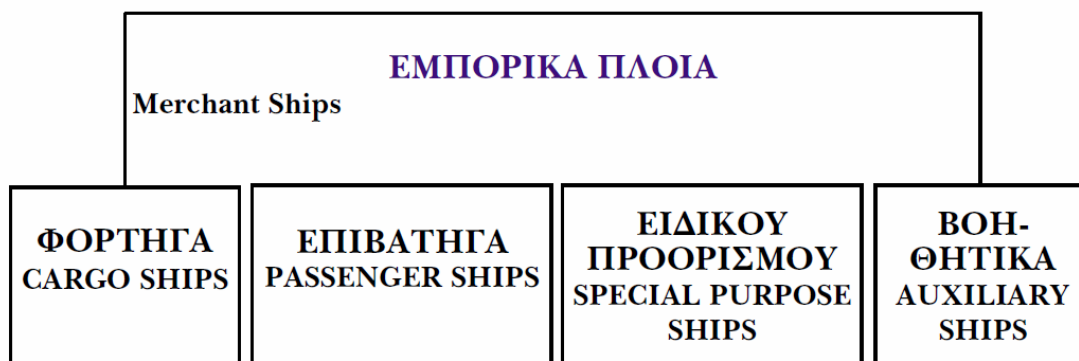 ΕΜΠΟΡΙΚΑ ΠΛΟΙΑ
Merchant Ships
ΦΟΡΤΗΓΑ
CARGO SHIPS
ΕΠΙΒΑΤΗΓΑ
PASSENGER SHIPS
ΕΙΔΙΚΟΥ
ΠΡΟΟΡΙΣΜΟΥ
SPECIAL PURPOSE
SHIPS
ΒΟΗ-
ΘΗΤΙΚΑ
AUXILIARY
SHIPS